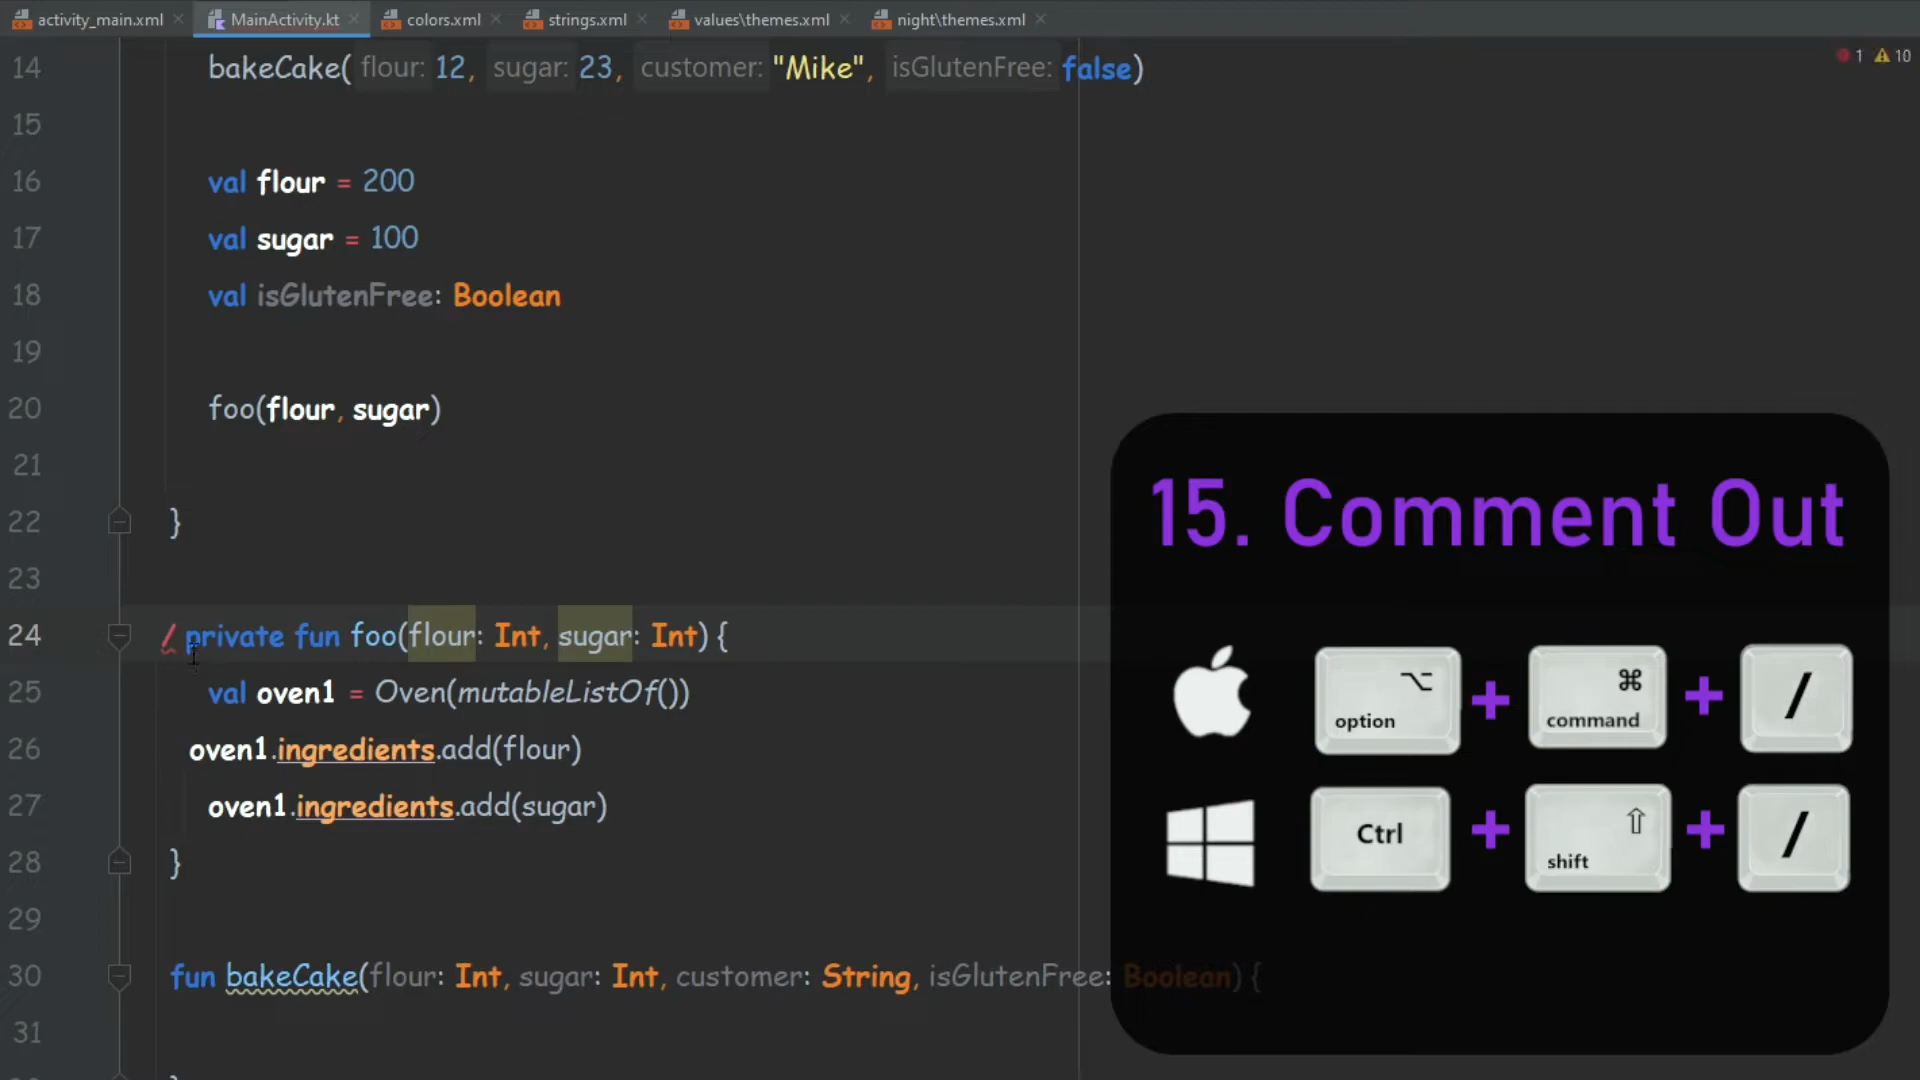 activity_main.xml MainActivity.kt colors.xml strings.xml values\themes.xml night\themes.xml
14 bakeCake( flour: 12, sugar: 23, customer: "Mike", isGlutenFree: false) 1 10
15
16 val flour = 200
17 val sugar = 100
18 val isGlutenFree: Boolean
19
20 foo(flour, sugar)
21
22 }
23
24 / private fun foo(flour: Int, sugar: Int) {
25 val oven1 = Oven(mutableListOf())
26 oven1.ingredients.add(flour)
27 oven1.ingredients.add(sugar)
28 }
29
30 fun bakeCake(flour: Int, sugar: Int, customer: String, isGlutenFree: Boolean) {
31
15. Comment Out
⌥ option + ⌘ command + /
Ctrl + ⇧ shift + /